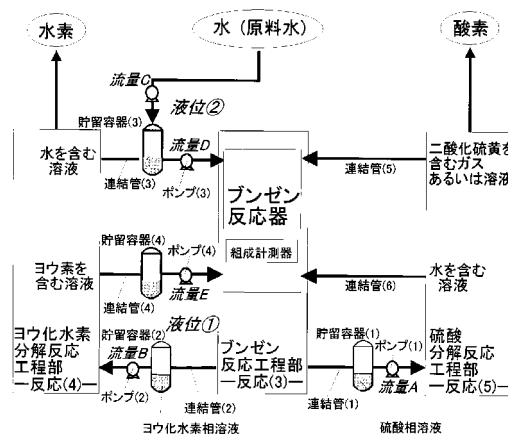 水素
水(原料水)
酸素
流量C
貯留容器(3)
液位②
流量D
水を含む
溶液
連結管(3)
ポンプ(3)
連結管(5)
二酸化硫黄を
含むガス
あるいは溶液
ブンゼン
反応器
組成計測器
貯留容器(4)
ポンプ(4)
ヨウ素を
含む溶液
連結管(4)
流量E
連結管(6)
水を含む
溶液
ヨウ化水素
分解反応
工程部
―反応(4)―
貯留容器(2)
液位①
流量B
ポンプ(2)
連結管(2)
ヨウ化水素相溶液
ブンゼン
反応工程部
―反応(3)―
貯留容器(1)
ポンプ(1)
流量A
連結管(1)
硫酸相溶液
硫酸
分解反応
工程部
―反応(5)―